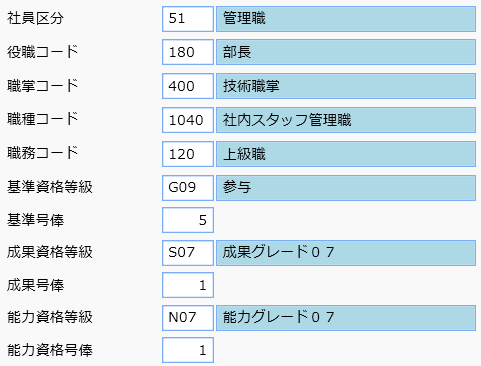 社員区分 51 管理職
役職コード 180 部長
職掌コード 400 技術職掌
職種コード 1040 社内スタッフ管理職
職務コード 120 上級職
基準資格等級 G09 参与
基準号俸 5
成果資格等級 S07 成果グレード０７
成果号俸 1
能力資格等級 N07 能力グレード０７
能力資格号俸 1